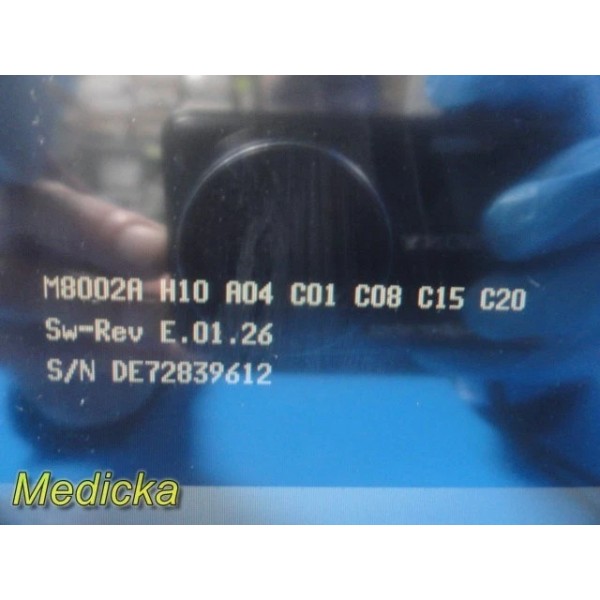 M8002A H10 A04 C01 C08 C15 C20
Sw-Rev E.01.26
S/N DE72839612
Medicka